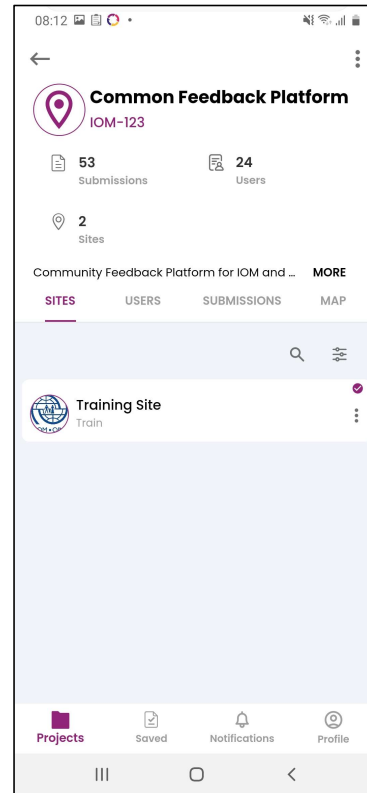 08:12
Common Feedback Platform
IOM-123
53
Submissions
24
Users
2
Sites
Community Feedback Platform for IOM and ... MORE
SITES USERS SUBMISSIONS MAP
Training Site
Train
Projects Saved Notifications Profile